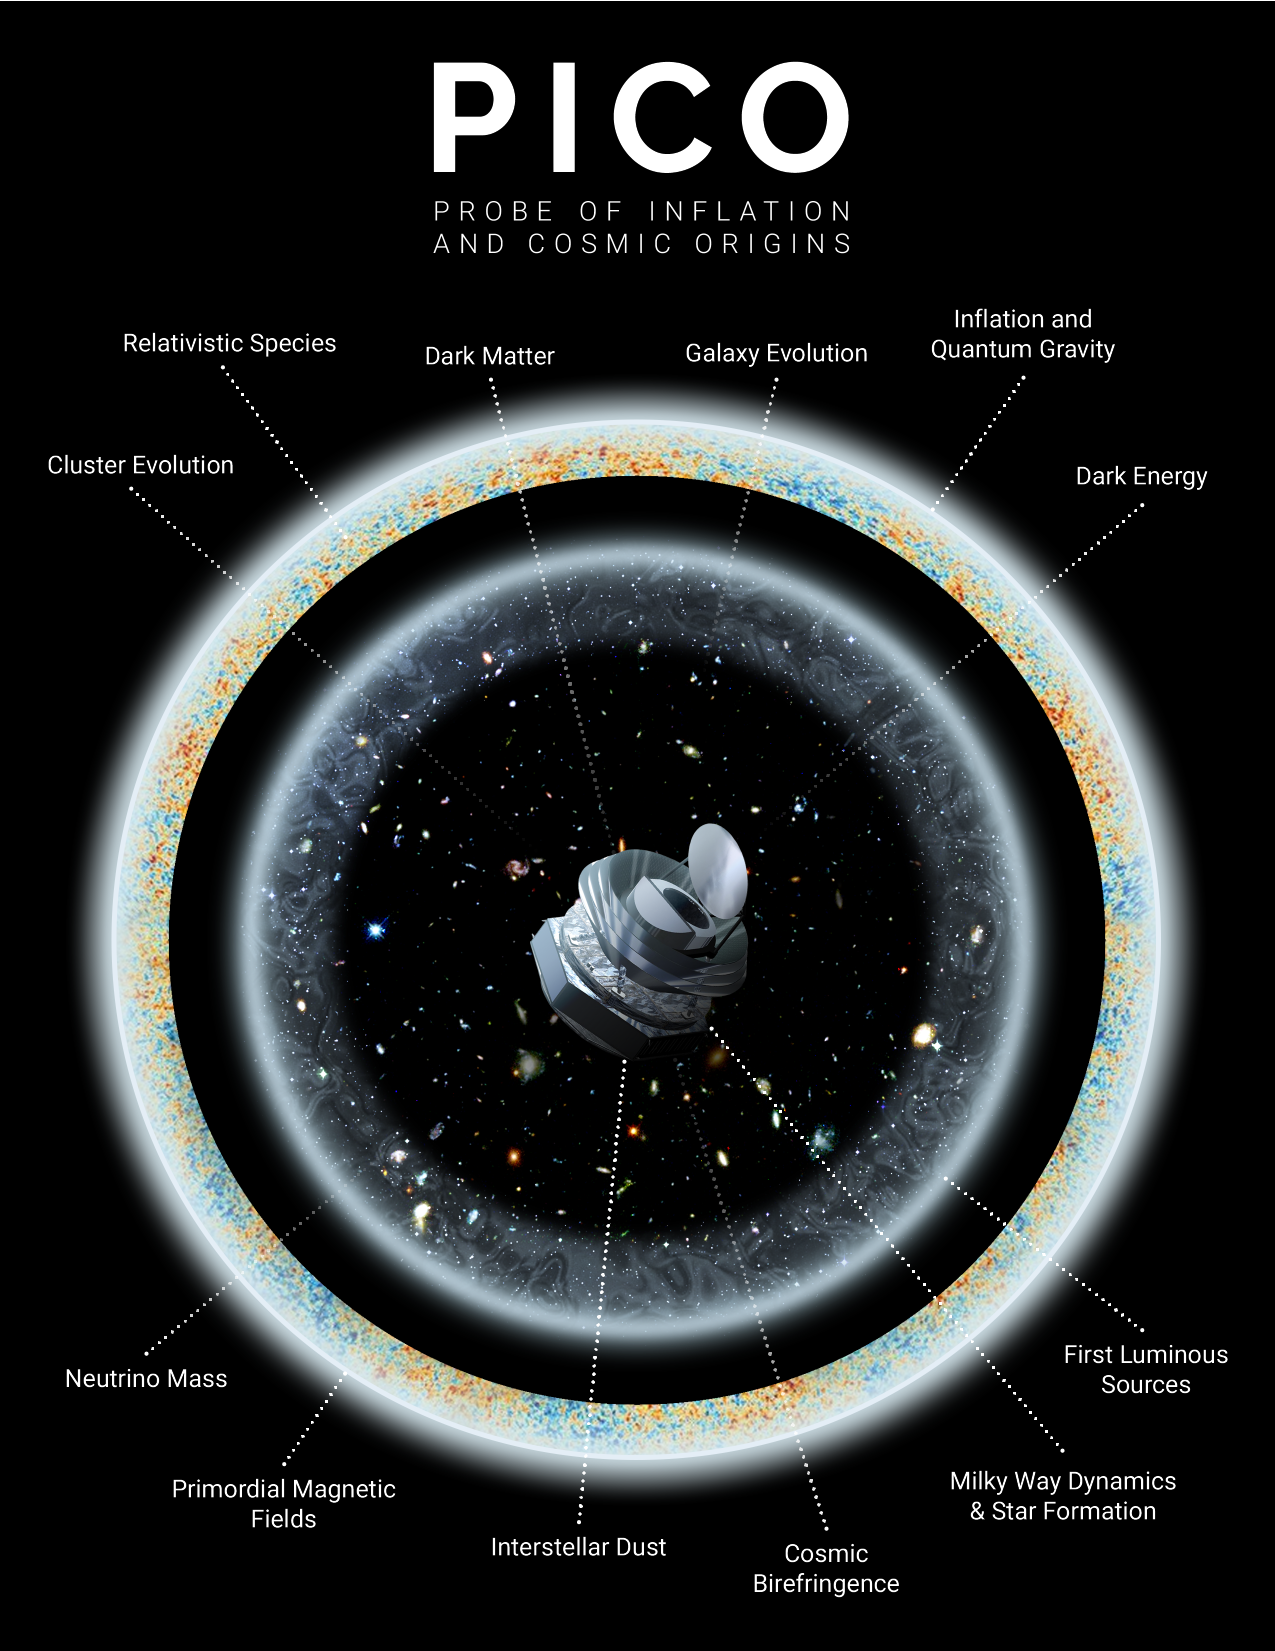 PICO
PROBE OF INFLATION
AND COSMIC ORIGINS
Inflation and
Quantum Gravity
Relativistic Species
Dark Matter
Galaxy Evolution
Cluster Evolution
Dark Energy
Neutrino Mass
First Luminous
Sources
Primordial Magnetic
Fields
Milky Way Dynamics
& Star Formation
Interstellar Dust
Cosmic
Birefringence